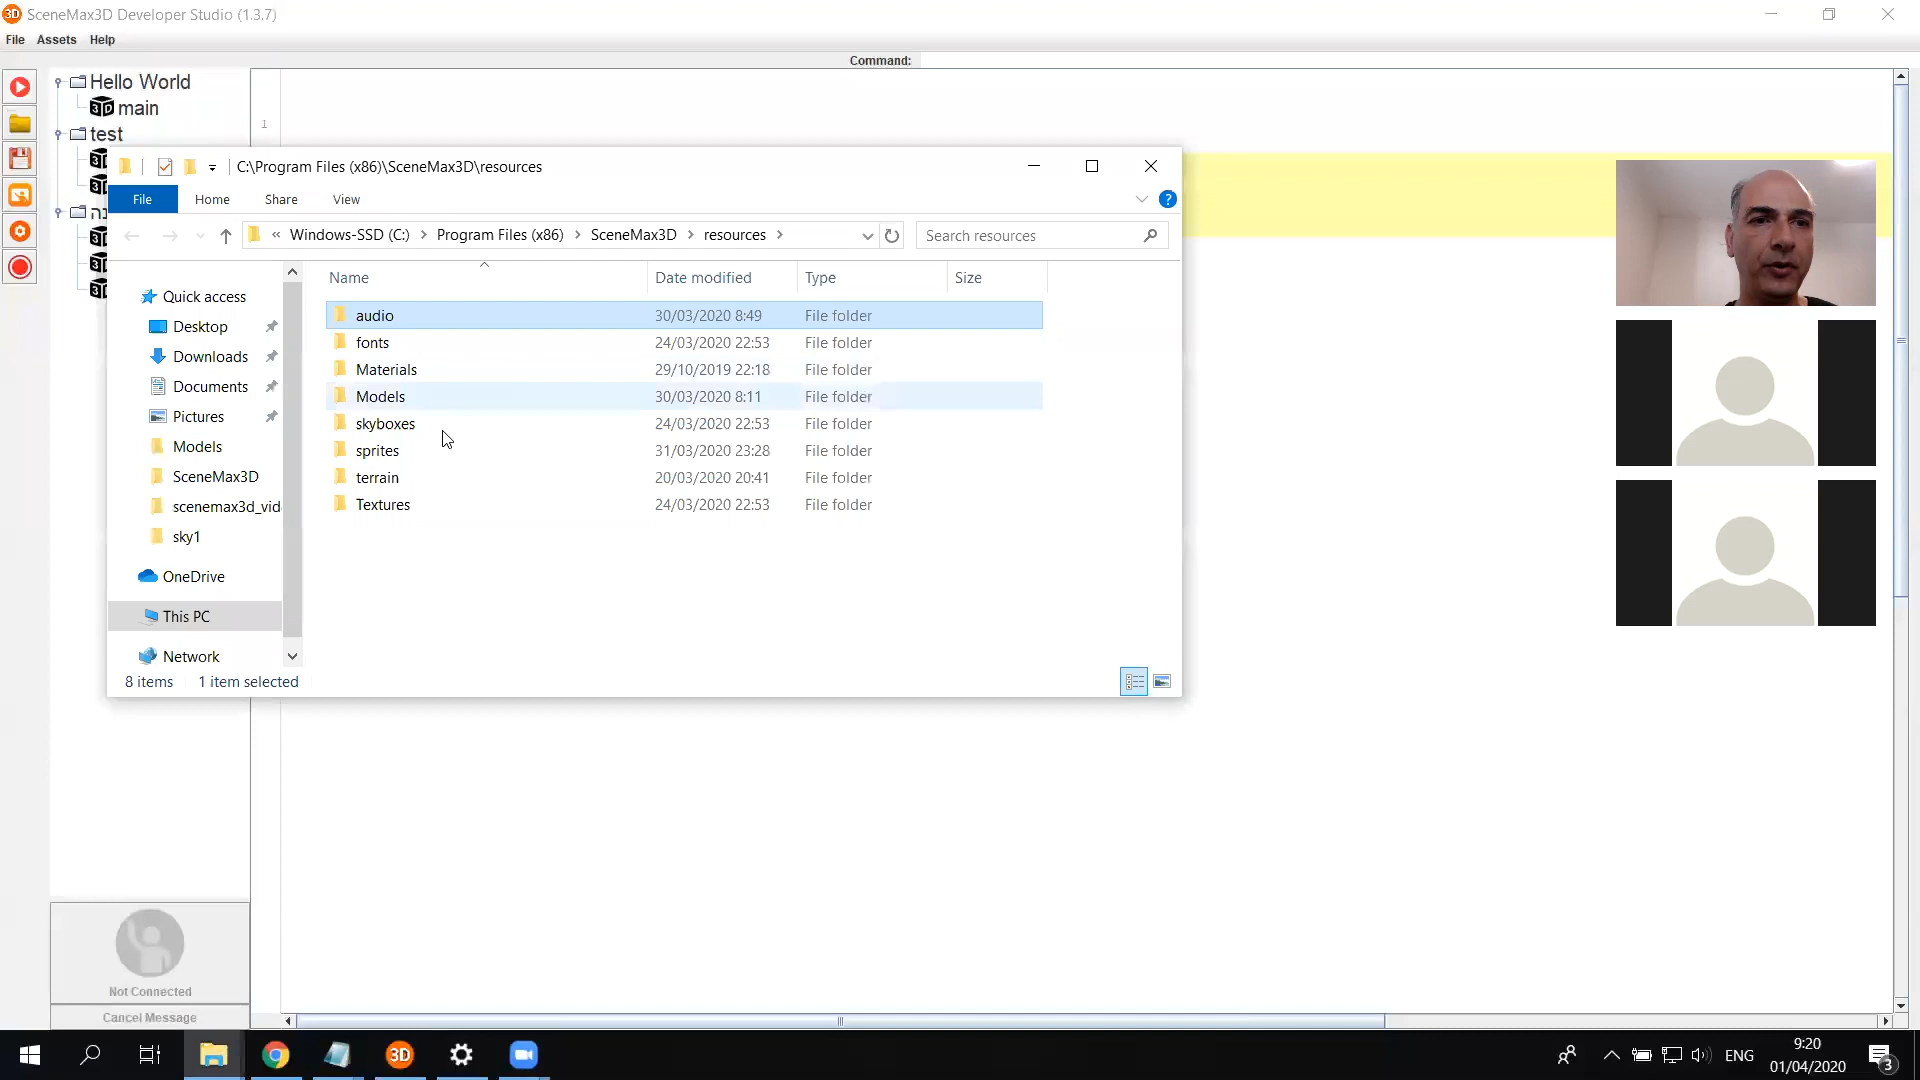 SceneMax3D Developer Studio (1.3.7)
File Assets Help
Command:
Hello World
main
test
1
C:\Program Files (x86)\SceneMax3D\resources
File Home Share View
« Windows-SSD (C:) > Program Files (x86) > SceneMax3D > resources >
Search resources
Name Date modified Type Size
audio 30/03/2020 8:49 File folder
fonts 24/03/2020 22:53 File folder
Materials 29/10/2019 22:18 File folder
Models 30/03/2020 8:11 File folder
skyboxes 24/03/2020 22:53 File folder
sprites 31/03/2020 23:28 File folder
terrain 20/03/2020 20:41 File folder
Textures 24/03/2020 22:53 File folder
Quick access
Desktop
Downloads
Documents
Pictures
Models
SceneMax3D
scenemax3d_vid
sky1
OneDrive
This PC
Network
8 items 1 item selected
Not Connected
Cancel Message
3D
ENG
9:20
01/04/2020
3